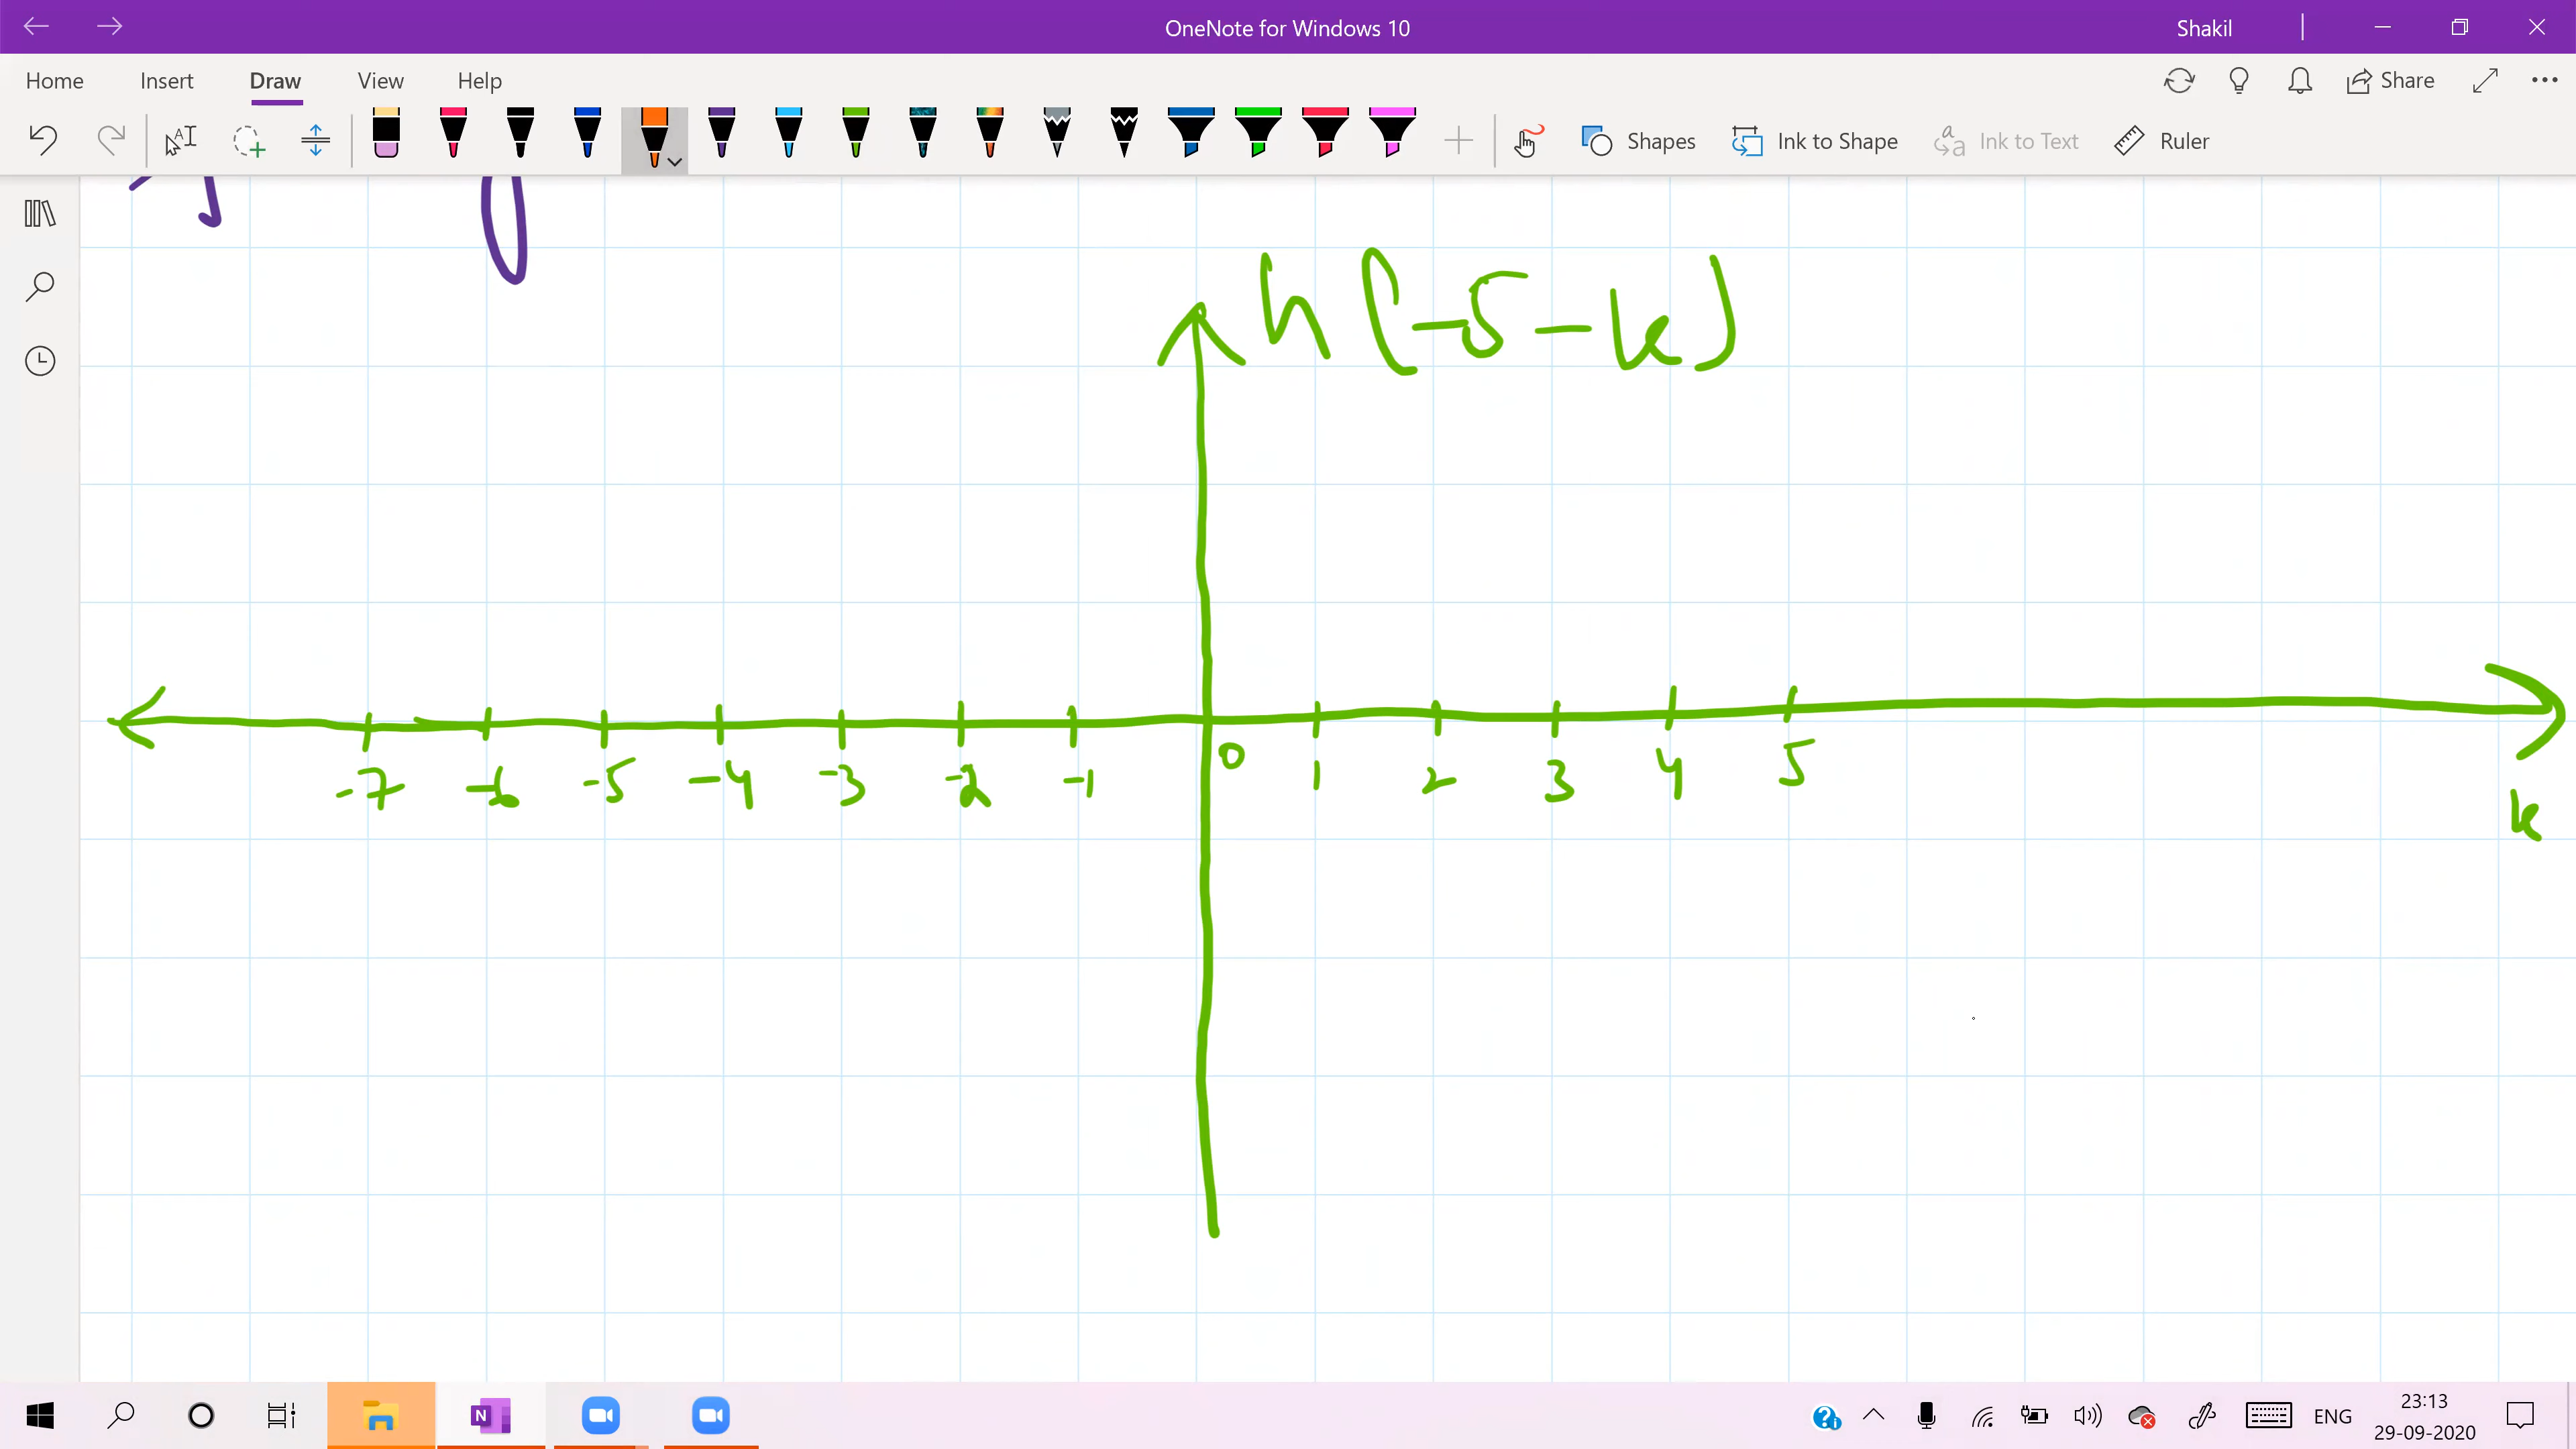 OneNote for Windows 10
Shakil
Home Insert Draw View Help
Share
Shapes Ink to Shape Ink to Text Ruler
h(-5-k)
-7 -6 -5 -4 -3 -2 -1 0 1 2 3 4 5
k
ENG
23:13
29-09-2020